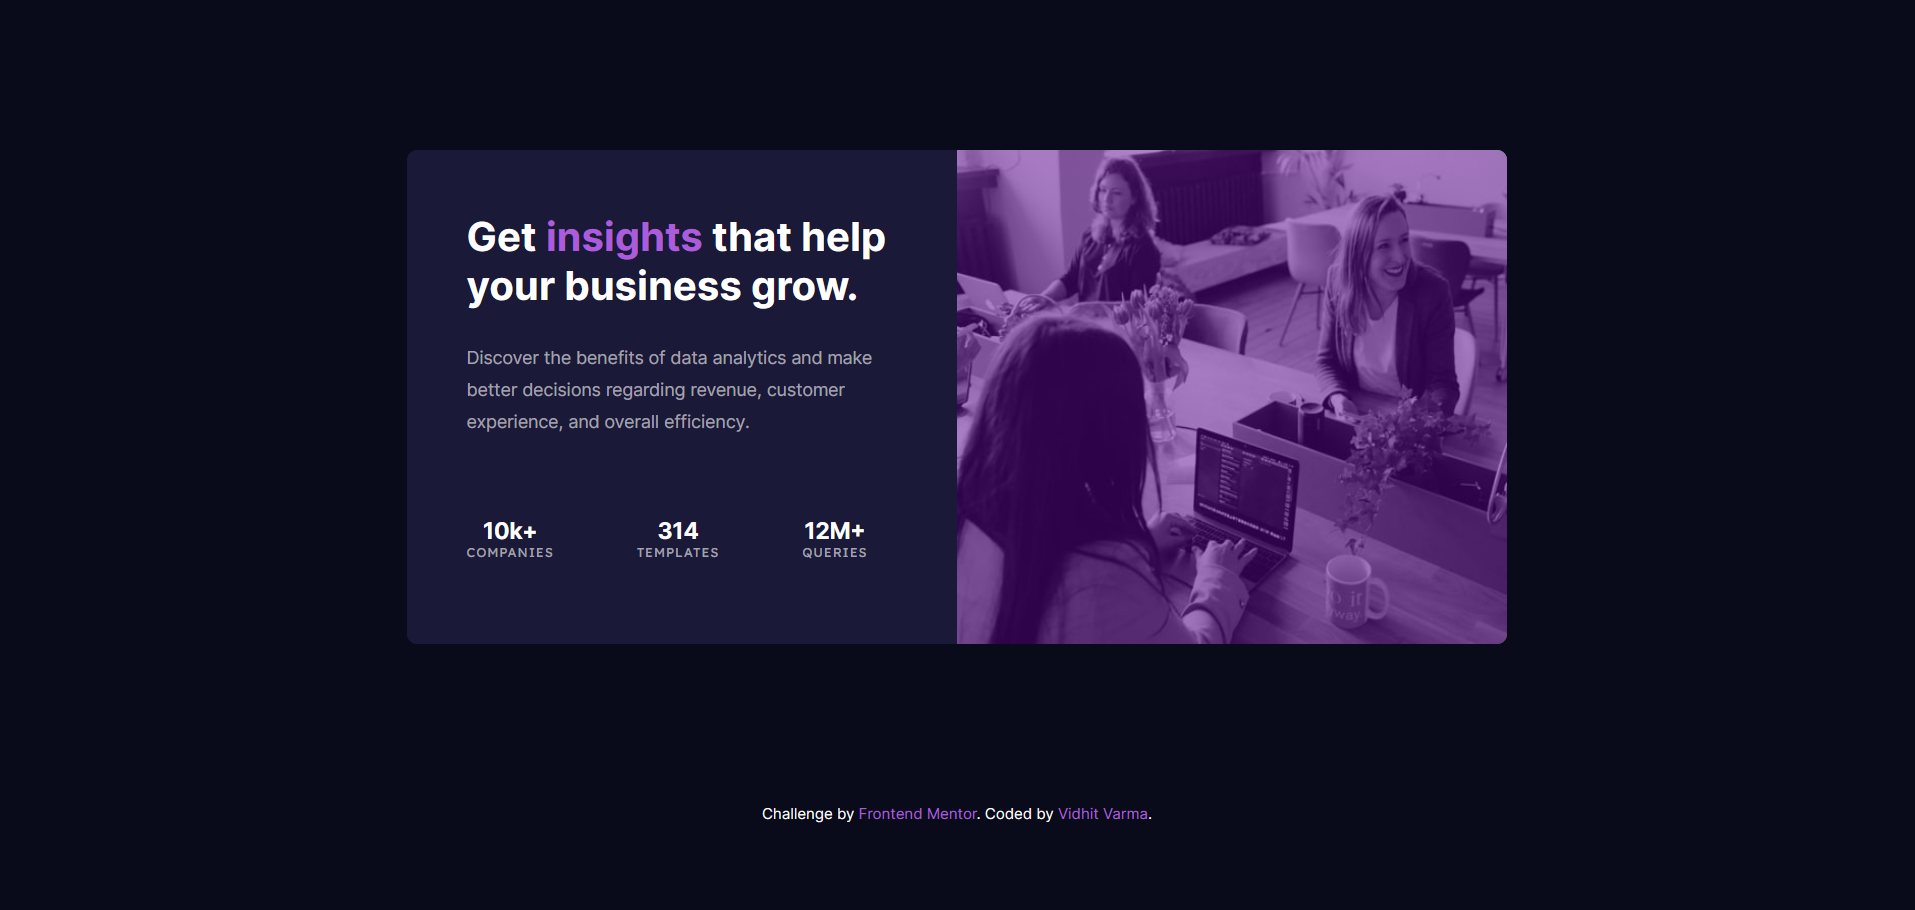 Get insights that help
your business grow.
Discover the benefits of data analytics and make
better decisions regarding revenue, customer
experience, and overall efficiency.
10k+ 314 12M+
COMPANIES TEMPLATES QUERIES
Challenge by Frontend Mentor. Coded by Vidhit Varma.